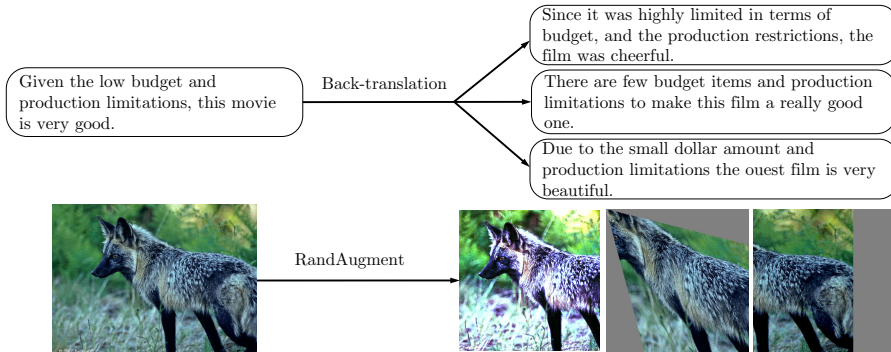 Given the low budget and
production limitations, this movie
is very good.
Back-translation
Since it was highly limited in terms of
budget, and the production restrictions, the
film was cheerful.
There are few budget items and production
limitations to make this film a really good
one.
Due to the small dollar amount and
production limitations the ouest film is very
beautiful.
RandAugment